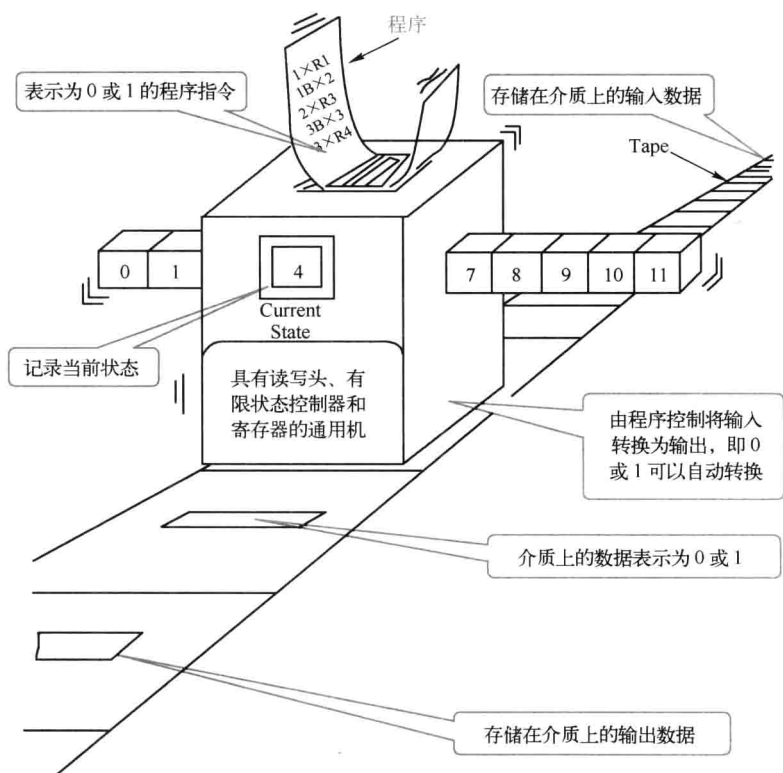 程序
1×R1
1B×2
2×R3
3B×3
3×R4
表示为0或1的程序指令
存储在介质上的输入数据
Tape
0 1
4
7 8 9 10 11
Current
State
记录当前状态
具有读写头、有
限状态控制器和
寄存器的通用机
由程序控制将输入
转换为输出，即0
或1可以自动转换
介质上的数据表示为0或1
存储在介质上的输出数据